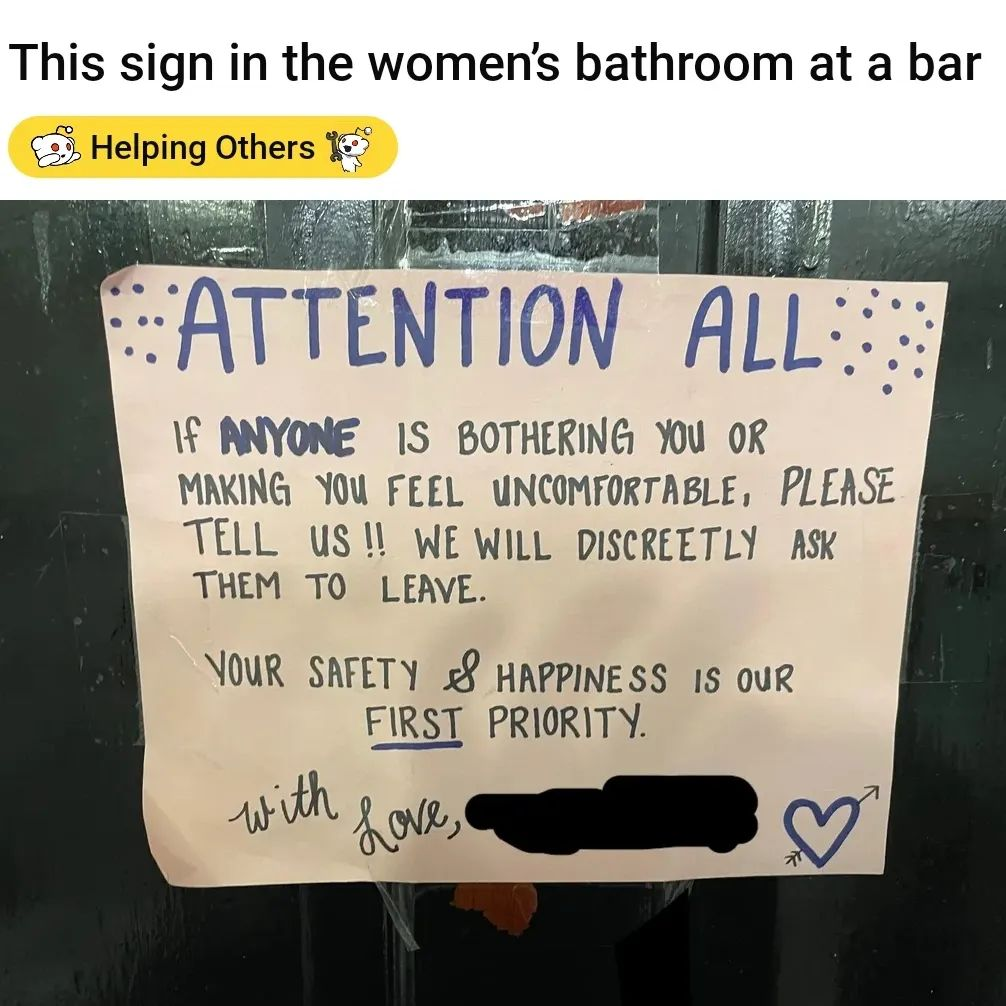 This sign in the women’s bathroom at a bar
Helping Others
ATTENTION ALL
If ANYONE IS BOTHERING YOU OR
MAKING YOU FEEL UNCOMFORTABLE, PLEASE
TELL US!! WE WILL DISCREETLY ASK
THEM TO LEAVE.
YOUR SAFETY & HAPPINESS IS OUR
FIRST PRIORITY.
with Love,